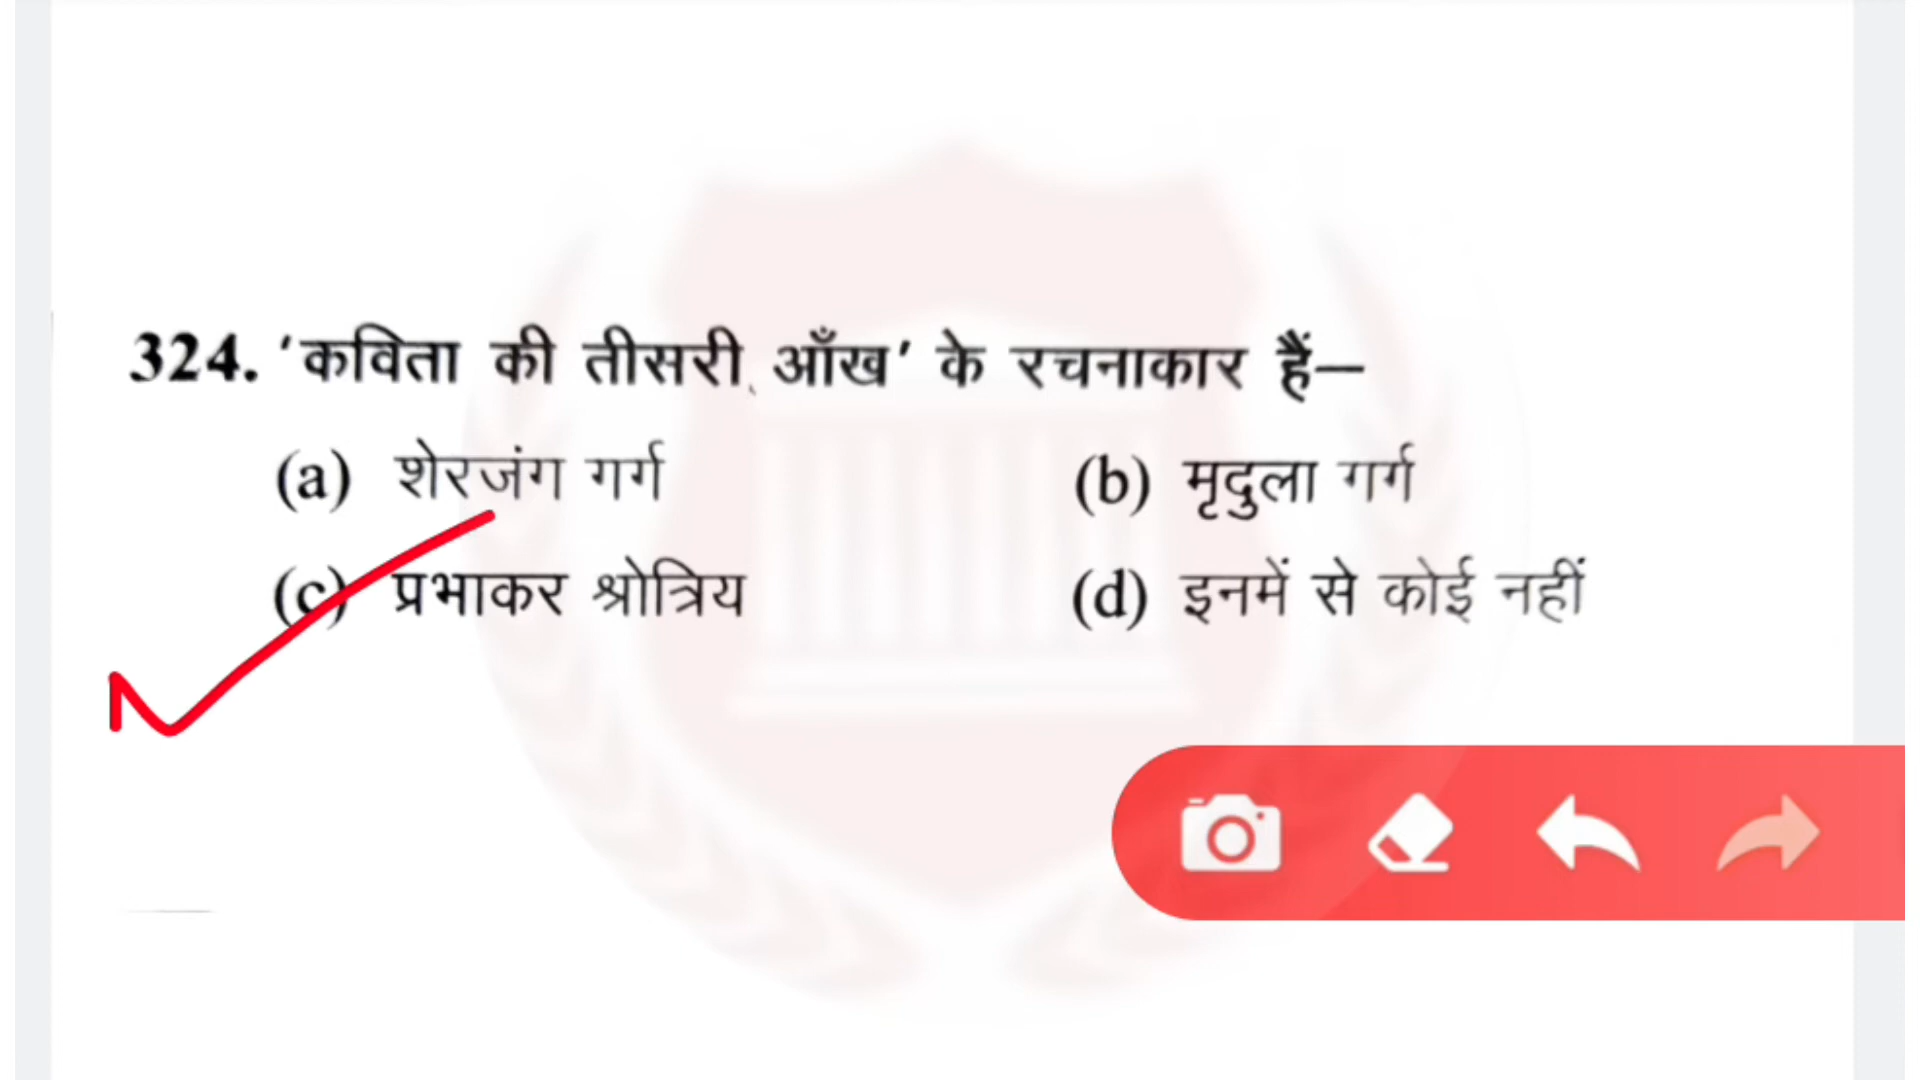 324. 'कविता की तीसरी आँख' के रचनाकार हैं—
(a) शेरजंग गर्ग (b) मृदुला गर्ग
(c) प्रभाकर श्रोत्रिय (d) इनमें से कोई नहीं